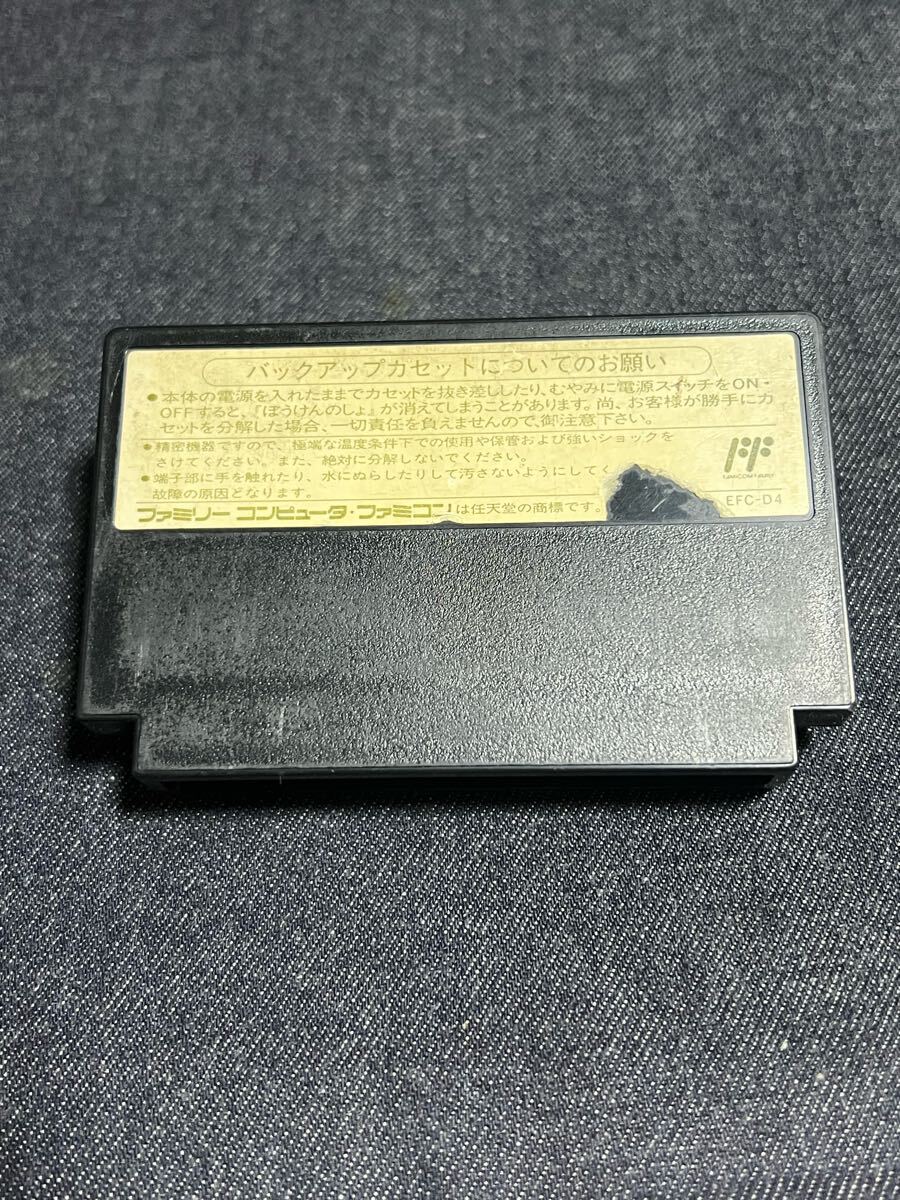 バックアップカセットについてのお願い
●本体の電源を入れたままでカセットを抜き差ししたり、むやみに電源スイッチをON・
OFFすると、『ぼうけんのしょ』が消えてしまうことがあります。尚、お客様が勝手にカ
セットを分解した場合、一切責任を負えませんので、御注意下さい。
●精密機器ですので、極端な温度条件下での使用や保管および強いショックを
さけてください。また、絶対に分解しないでください。
●端子部に手を触れたり、水にぬらしたりして汚さないようにしてく
故障の原因となります。
ファミリーコンピュータ・ファミコンは任天堂の商標です。
FAMICOM FAMILY
EFC-D4